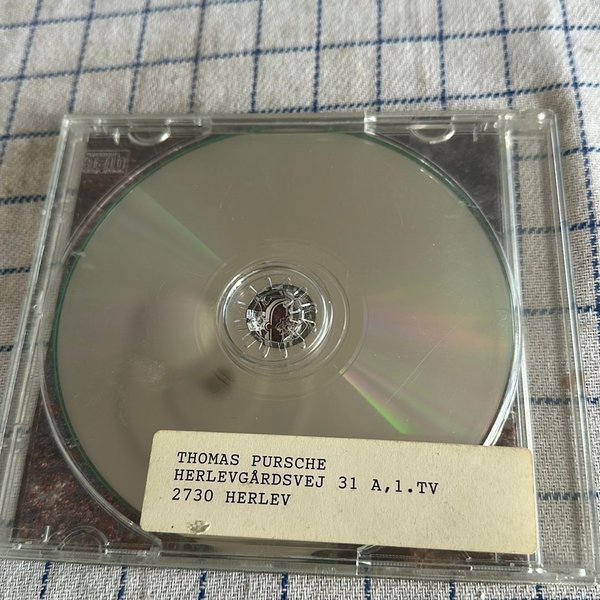 THOMAS PURSCHE
HERLEVGÅRDSVEJ 31 A,1.TV
2730 HERLEV